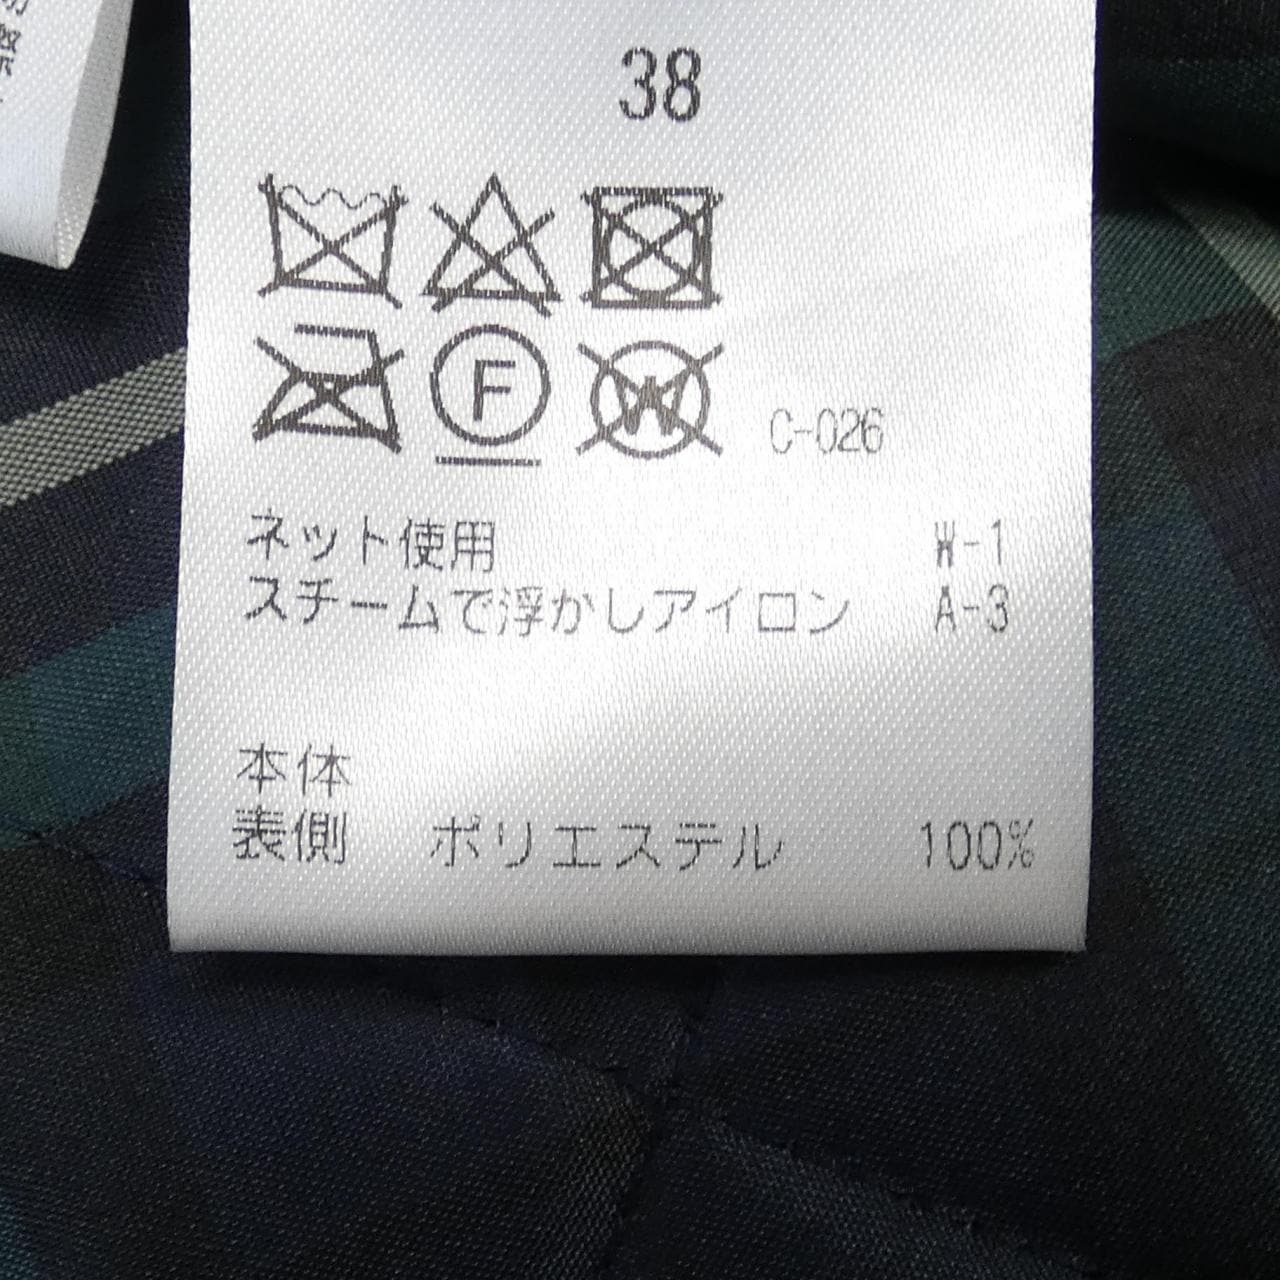 38
F
W
C-026
ネット使用 W-1
スチームで浮かしアイロン A-3
本体
表側 ポリエステル 100%